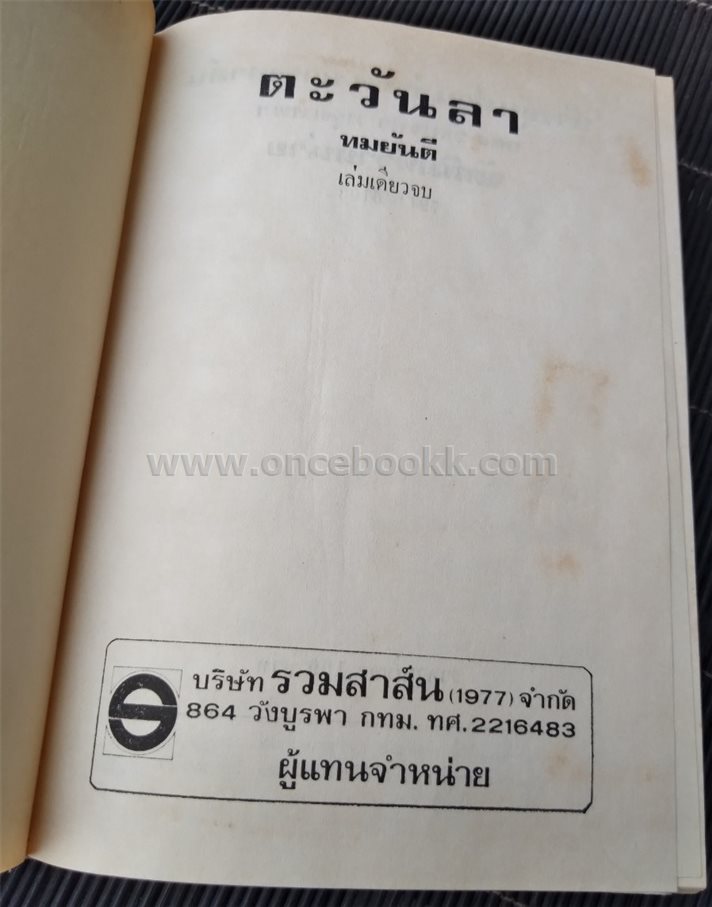 ตะวันลา
ทมยันตี
เล่มเดียวจบ
www.oncebookk.com
บริษัท รวมสาส์น (1977) จำกัด
864 วังบูรพา กทม. ทศ. 2216483
ผู้แทนจำหน่าย